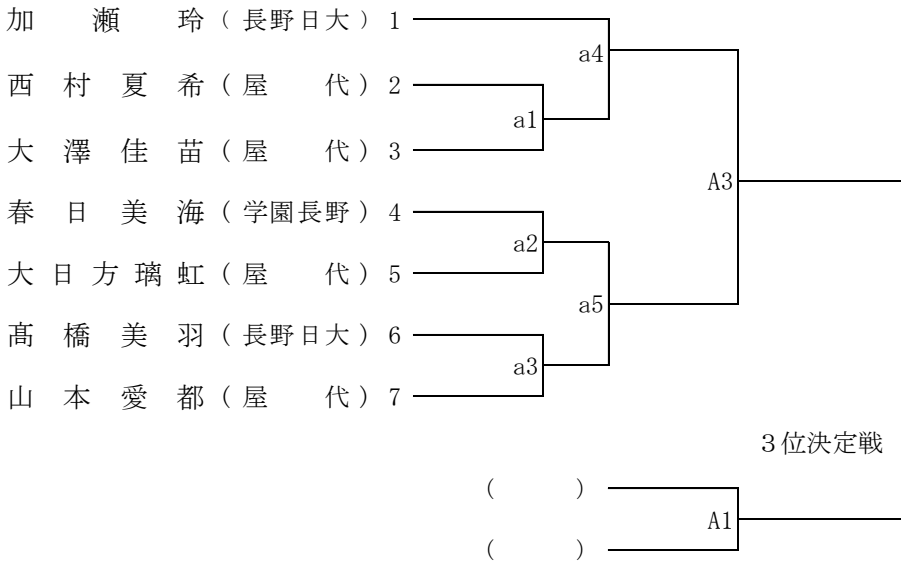 加瀬玲(長野日大) 1
a4
西村夏希(屋代) 2
a1
大澤佳苗(屋代) 3
A3
春日美海(学園長野) 4
a2
大日方璃虹(屋代) 5
a5
髙橋美羽(長野日大) 6
a3
山本愛都(屋代) 7
3位決定戦
( )
A1
( )